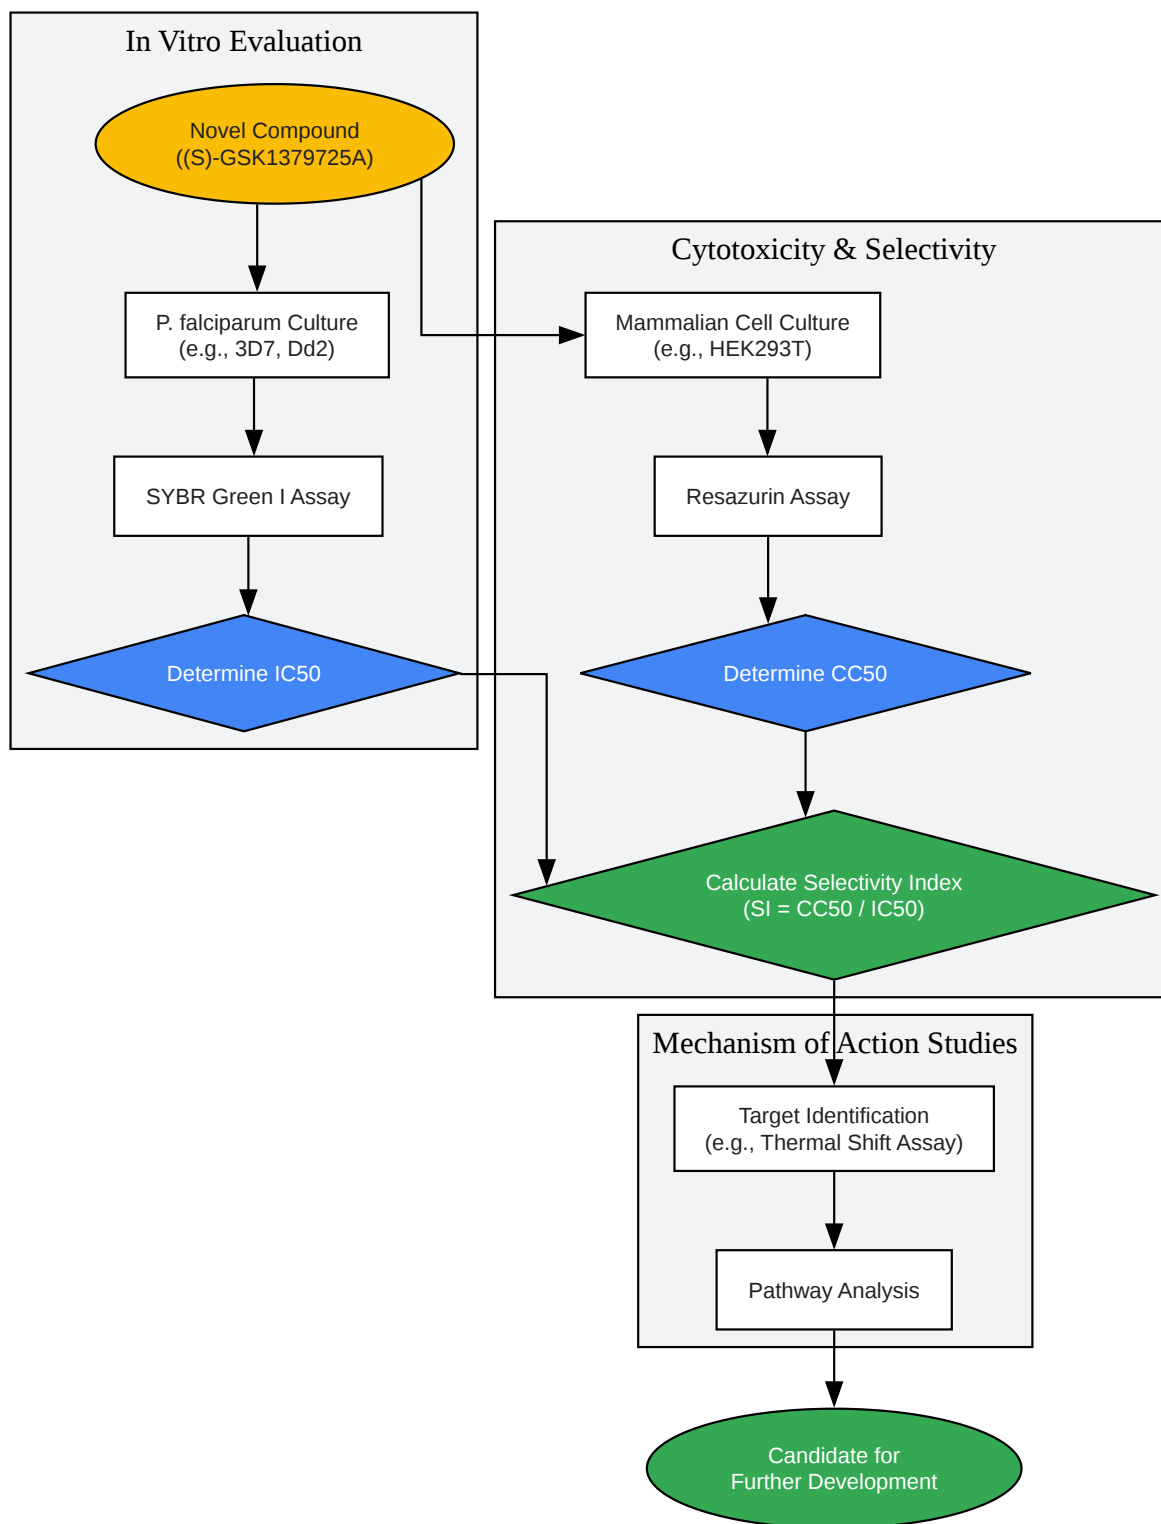 In Vitro Evaluation
Novel Compound
((S)-GSK1379725A)
P. falciparum Culture
(e.g., 3D7, Dd2)
SYBR Green I Assay
Determine IC50
Cytotoxicity & Selectivity
Mammalian Cell Culture
(e.g., HEK293T)
Resazurin Assay
Determine CC50
Calculate Selectivity Index
(SI = CC50 / IC50)
Mechanism of Action Studies
Target Identification
(e.g., Thermal Shift Assay)
Pathway Analysis
Candidate for
Further Development